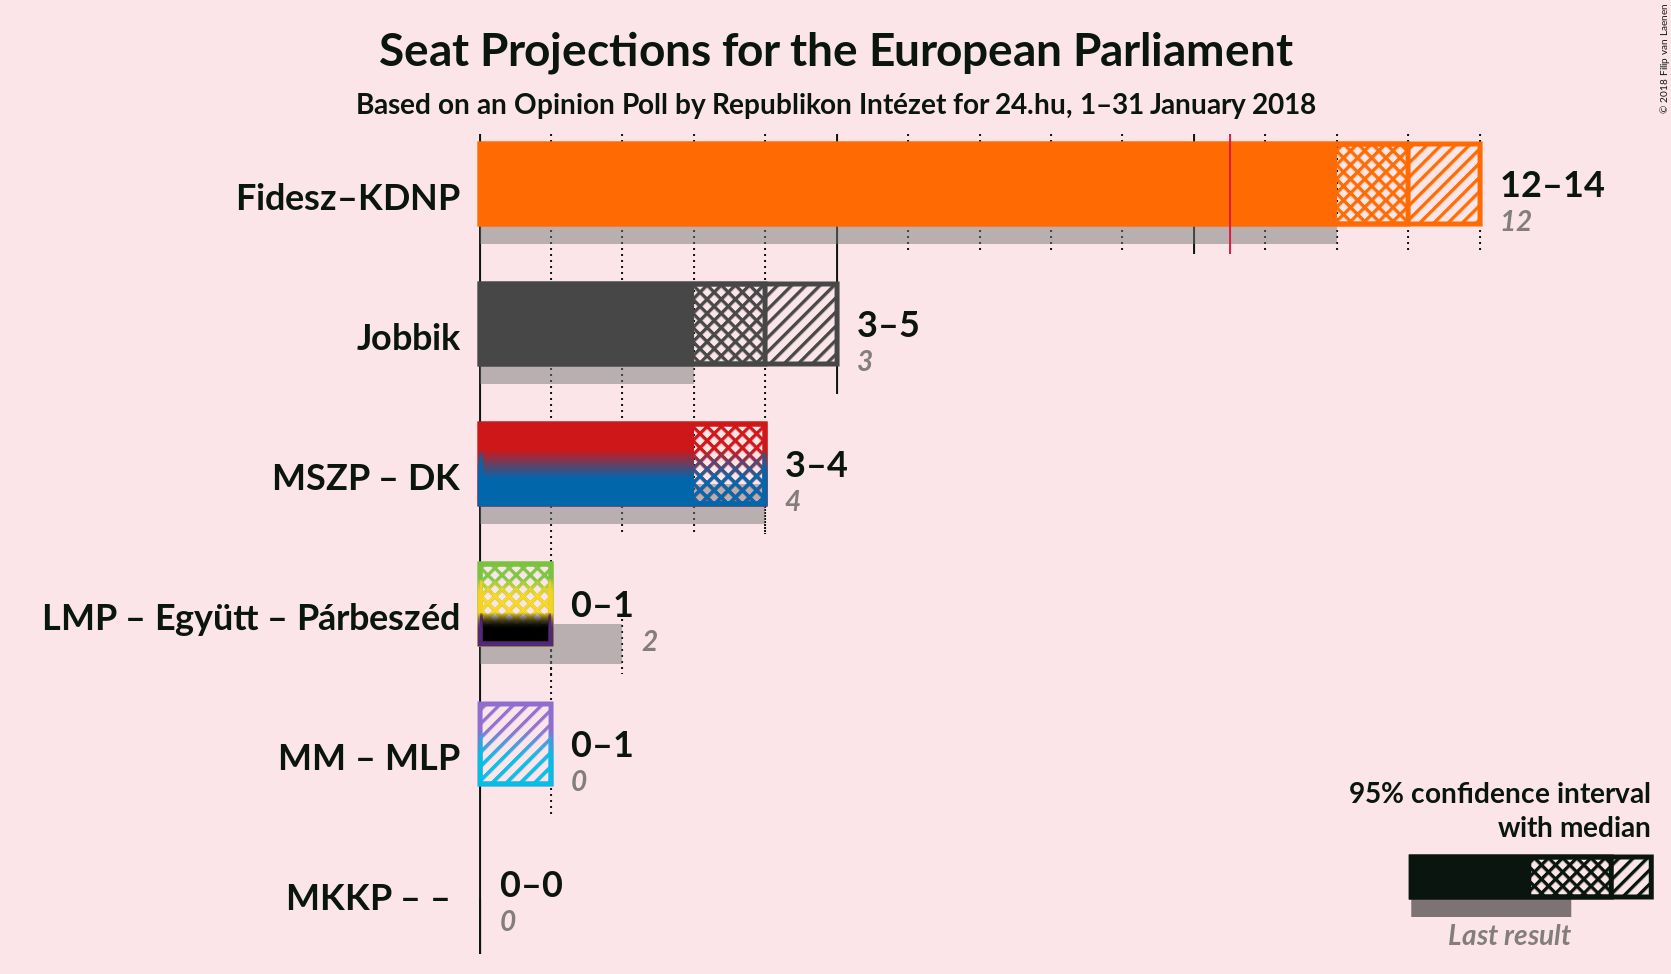 Seat Projections for the European Parliament
Based on an Opinion Poll by Republikon Intézet for 24.hu, 1–31 January 2018
© 2018 Filip van Laenen
Fidesz–KDNP
12–14
12
Jobbik
3–5
3
MSZP – DK
3–4
4
LMP – Együtt – Párbeszéd
0–1
2
MM – MLP
0–1
0
MKKP – –
0–0
0
95% confidence interval
with median
Last result